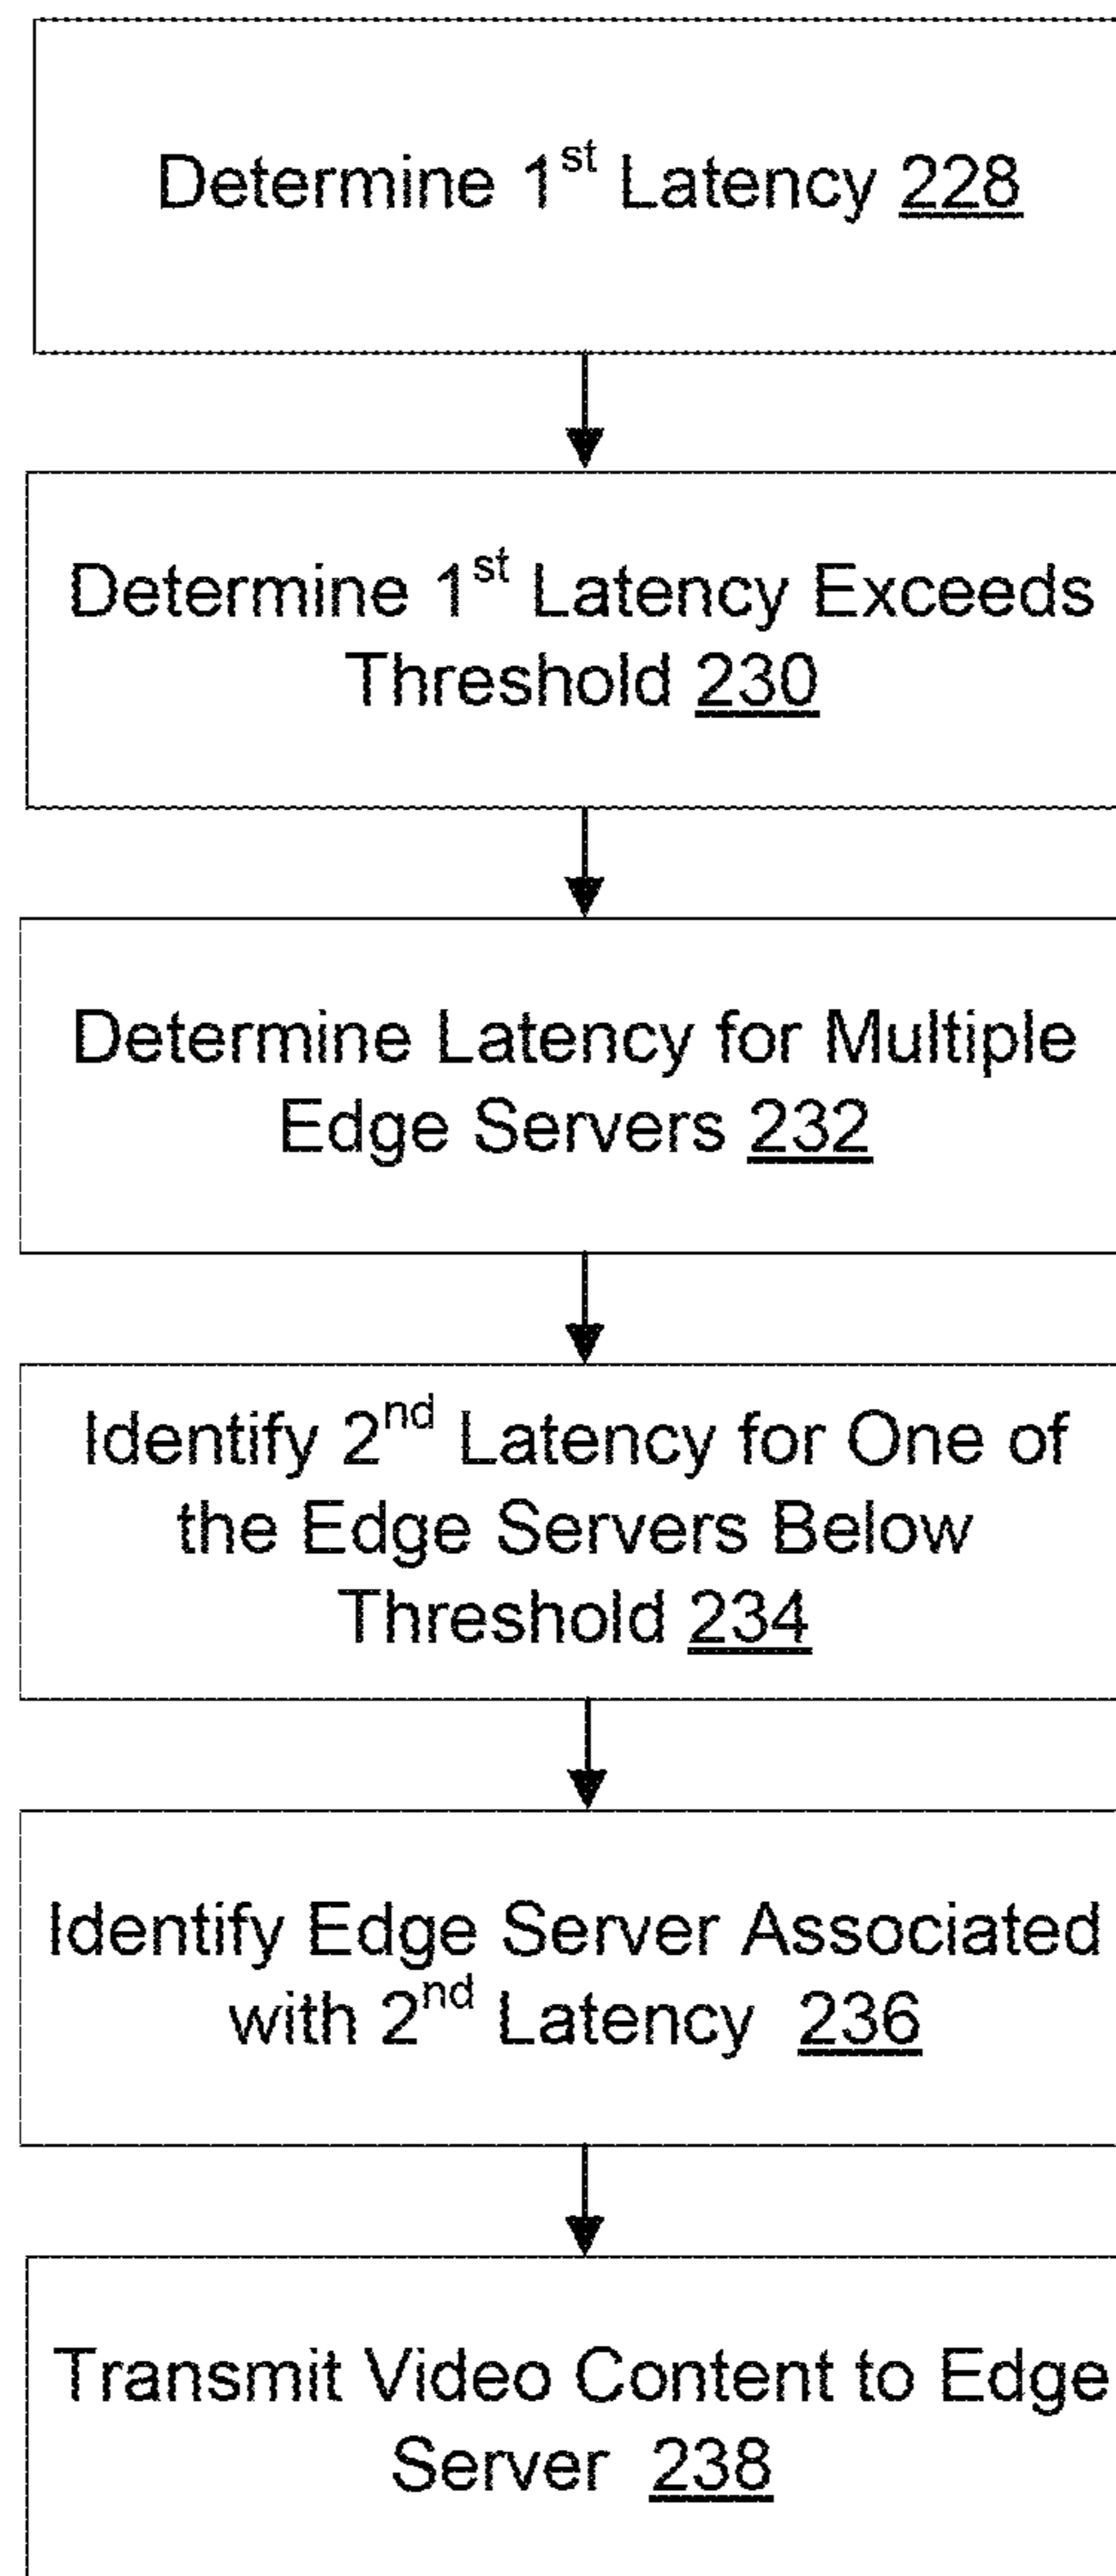 Determine 1st Latency 228
Determine 1st Latency Exceeds
Threshold 230
Determine Latency for Multiple
Edge Servers 232
Identify 2nd Latency for One of
the Edge Servers Below
Threshold 234
Identify Edge Server Associated
with 2nd Latency 236
Transmit Video Content to Edge
Server 238